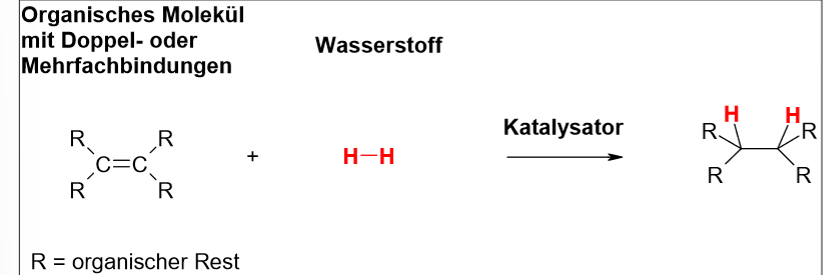 Organisches Molekül
mit Doppel- oder
Mehrfachbindungen
Wasserstoff
R R
C=C
R R
+
H–H
Katalysator
H H
R R
R R
R = organischer Rest